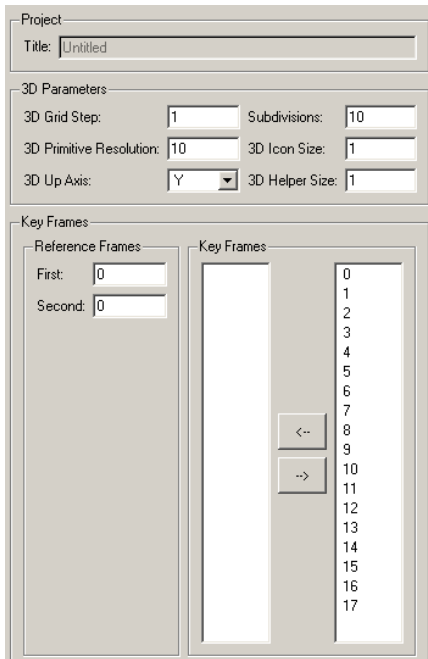 Project
Title: Untitled
3D Parameters
3D Grid Step: 1 Subdivisions: 10
3D Primitive Resolution: 10 3D Icon Size: 1
3D Up Axis: Y 3D Helper Size: 1
Key Frames
Reference Frames
First: 0
Second: 0
Key Frames
<--
-->
0
1
2
3
4
5
6
7
8
9
10
11
12
13
14
15
16
17